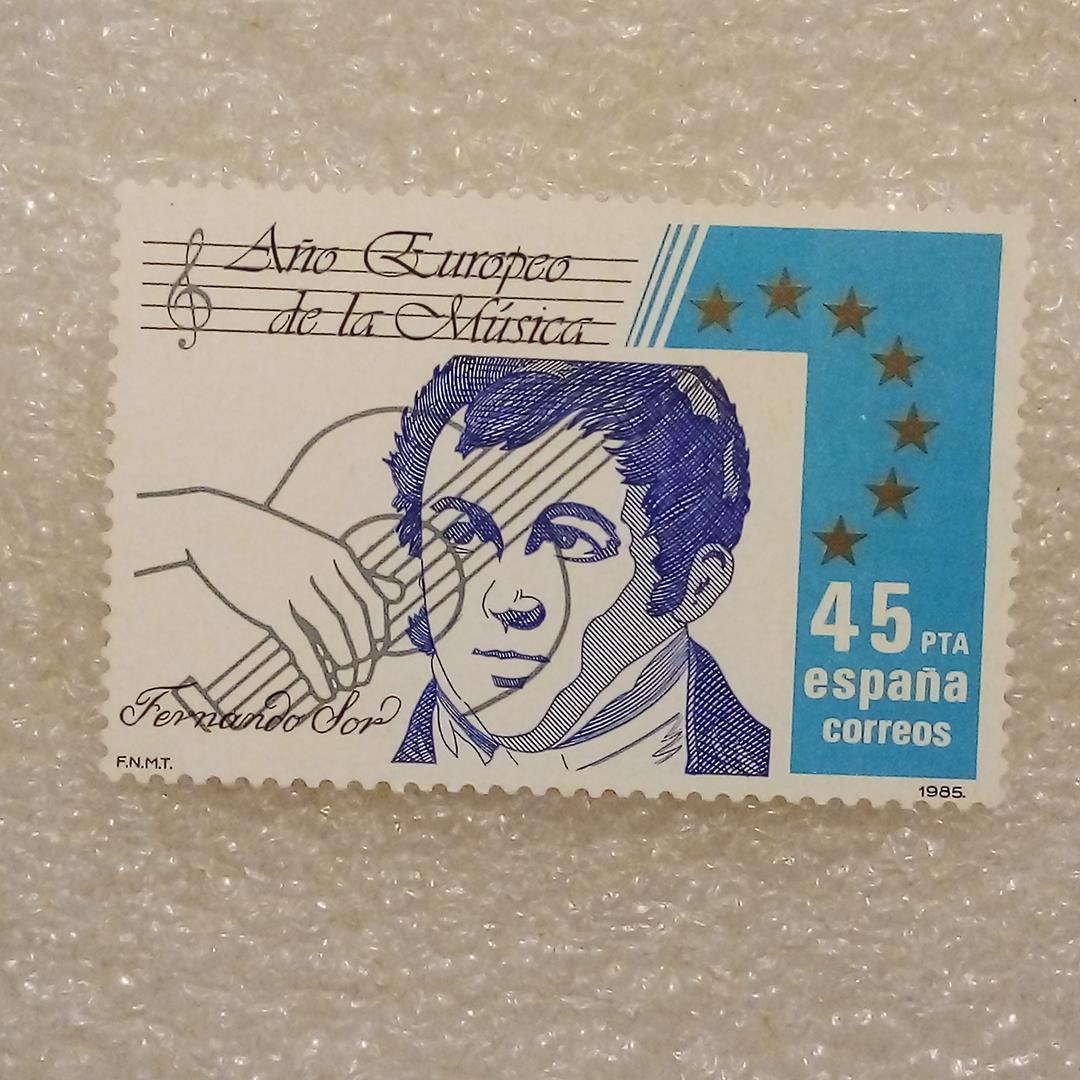 Año Europeo
de la Música
45 PTA
españa
correos
Fernando Sor
F.N.M.T.
1985.